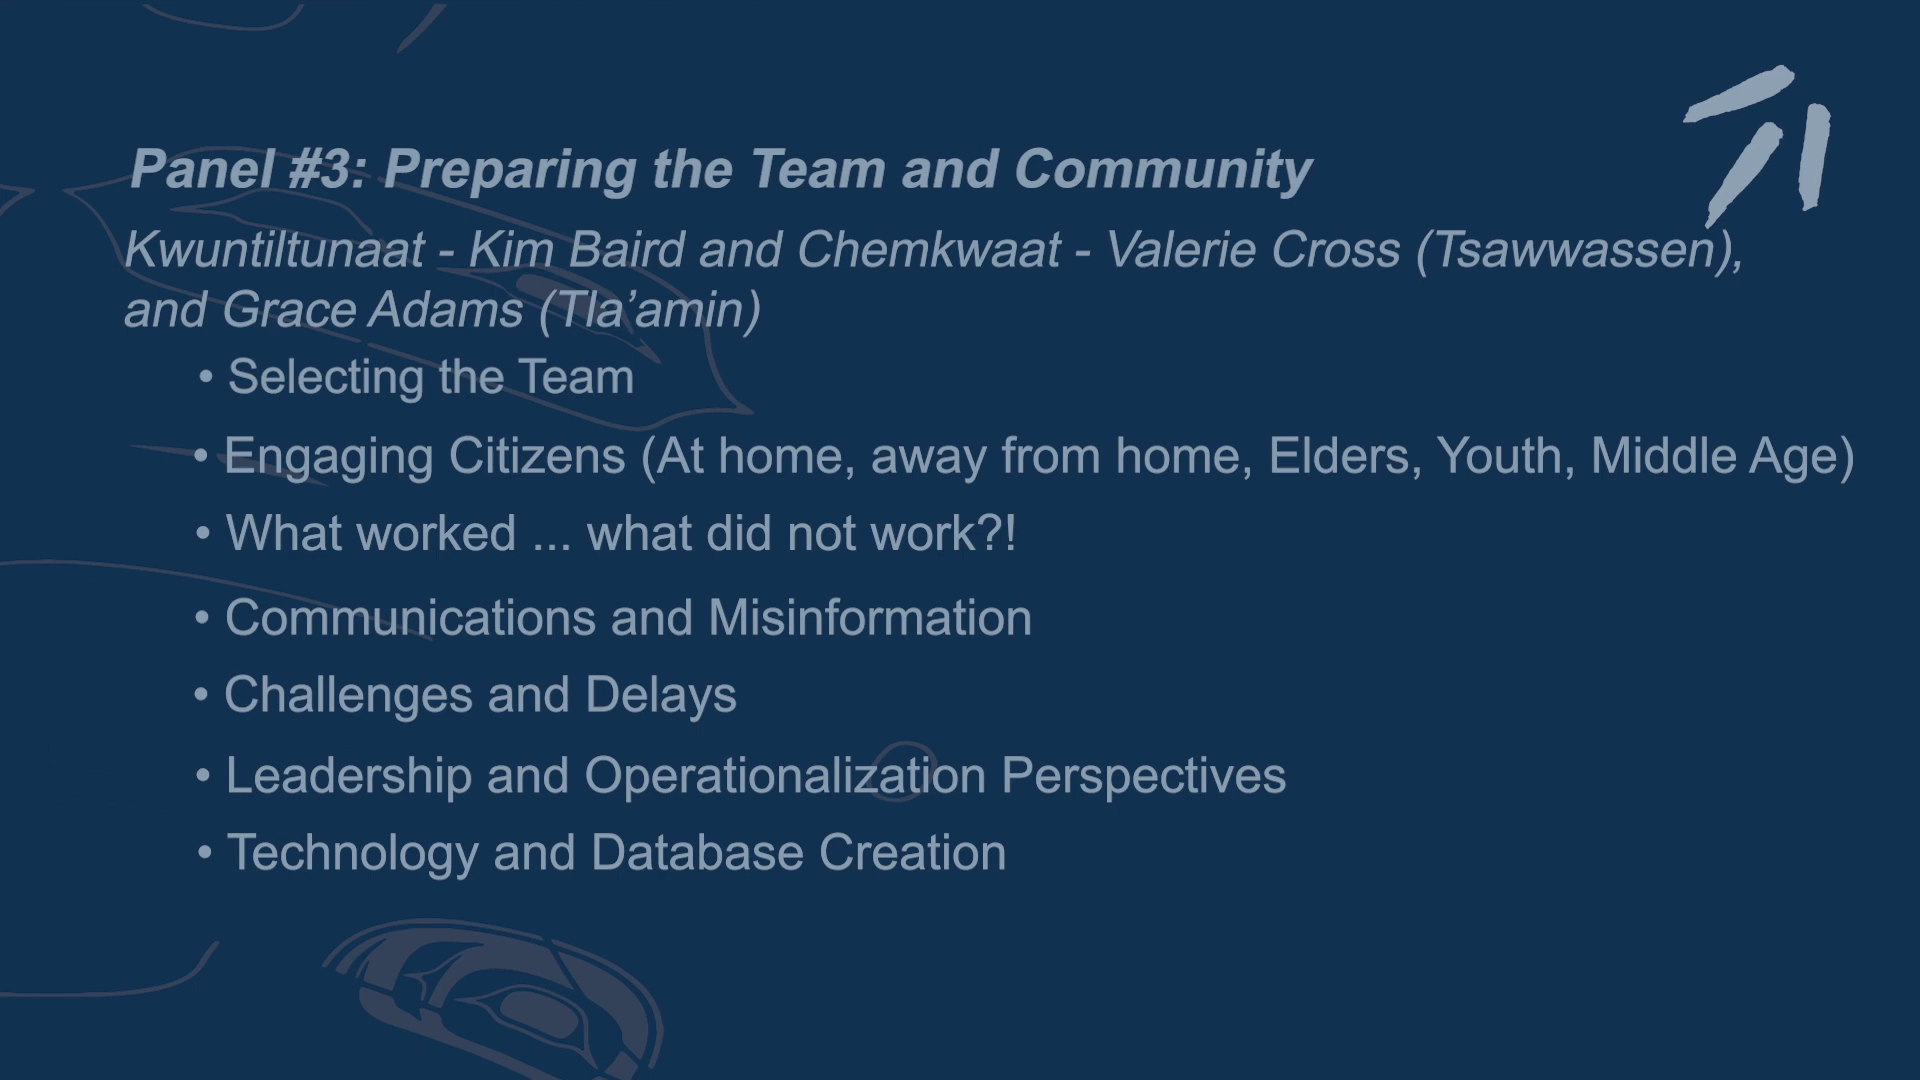 Panel #3: Preparing the Team and Community
Kwuntiltunaat - Kim Baird and Chemkwaat - Valerie Cross (Tsawwassen),
and Grace Adams (Tla’amin)
• Selecting the Team
• Engaging Citizens (At home, away from home, Elders, Youth, Middle Age)
• What worked ... what did not work?!
• Communications and Misinformation
• Challenges and Delays
• Leadership and Operationalization Perspectives
• Technology and Database Creation